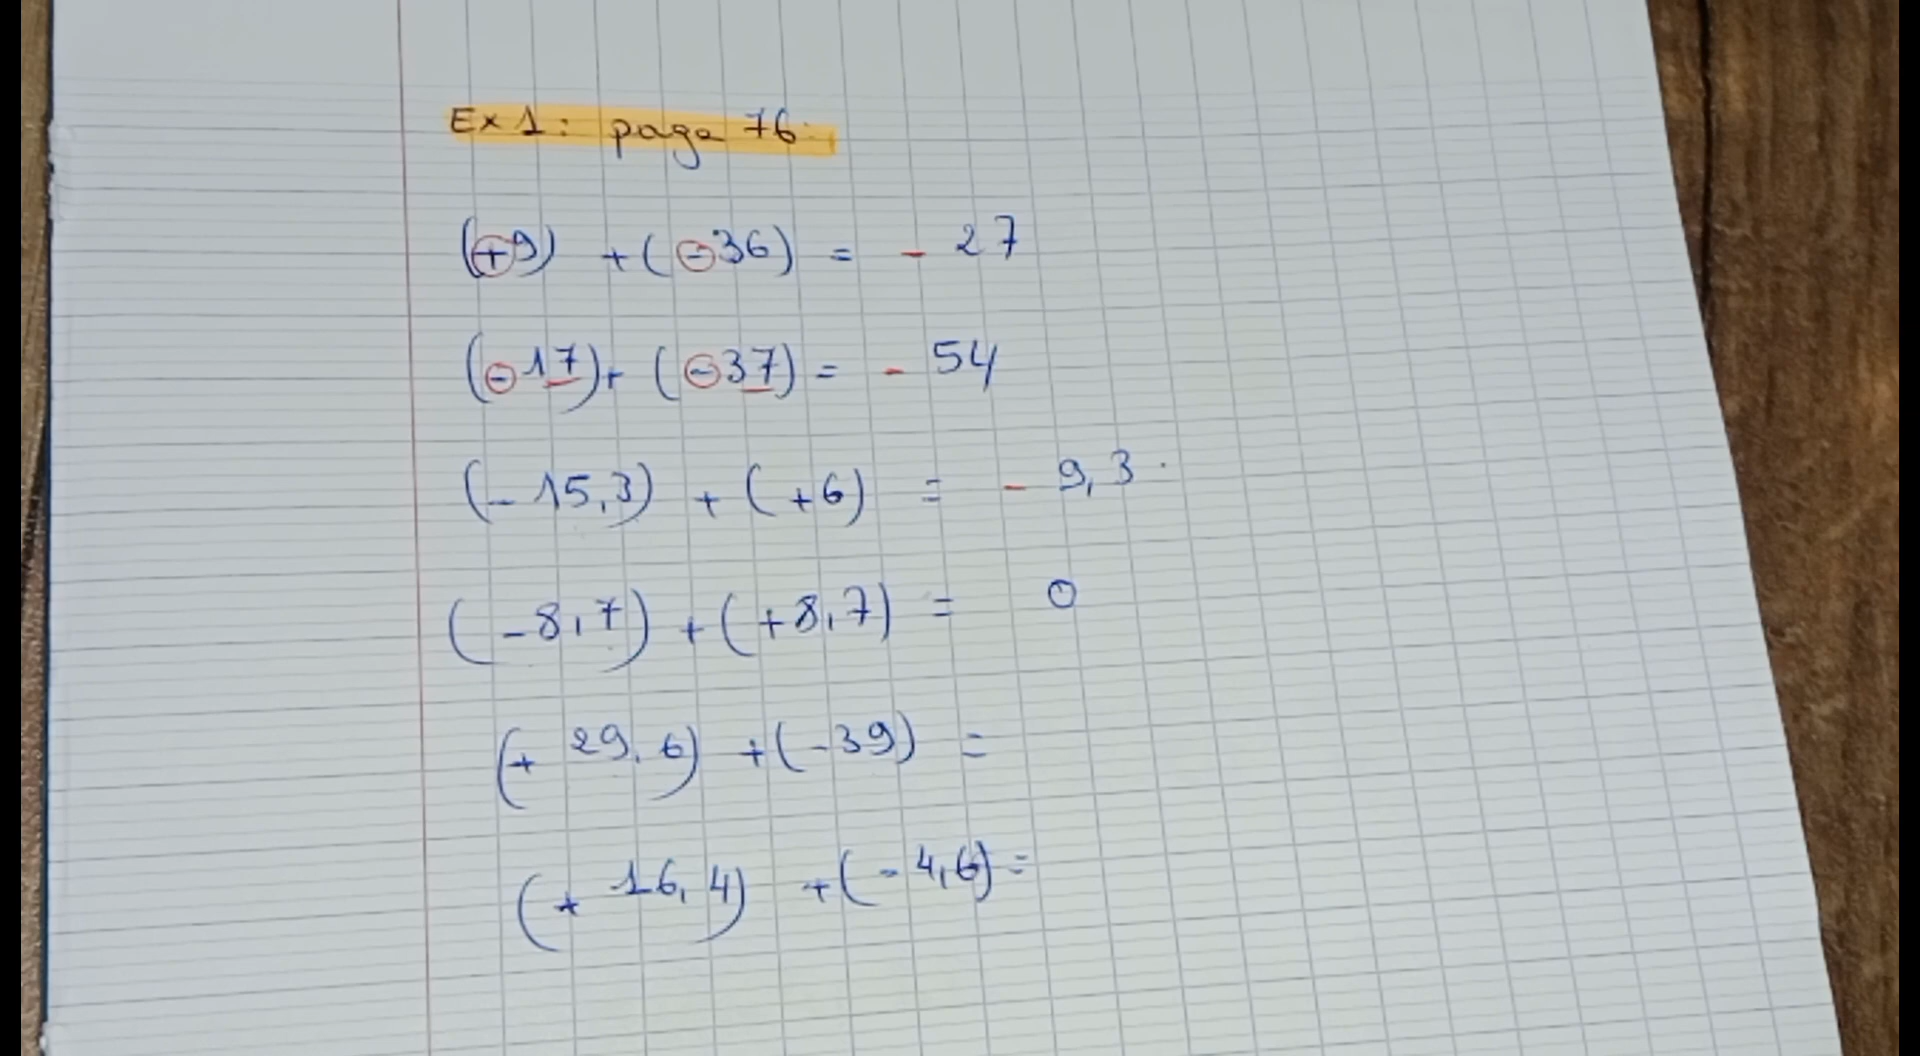 Ex 1: page 76
(+9) + (-36) = - 27
(-17) + (-37) = - 54
(- 15,3) + (+6) = - 9,3.
(-8,7) + (+8,7) = 0
(+ 29,6) + (-39) =
(+ 16,4) + (- 4,6) =